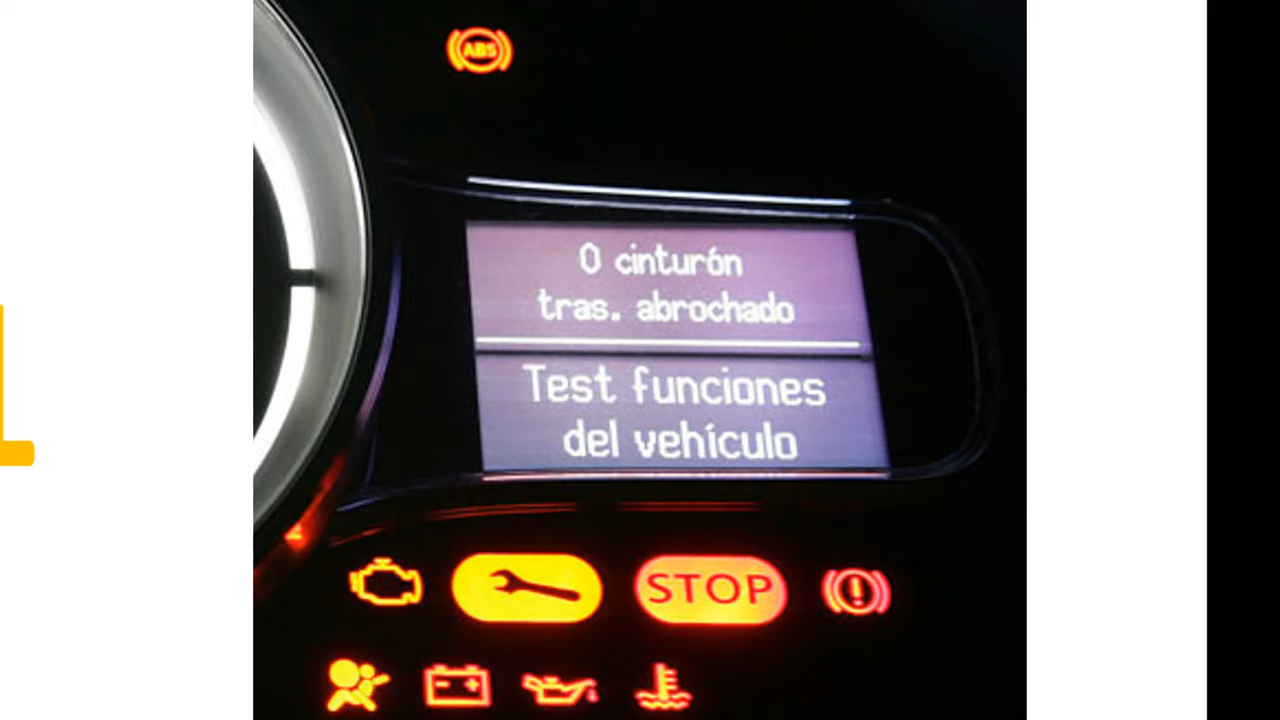 ABS
0 cinturón
tras. abrochado
Test funciones
del vehículo
STOP